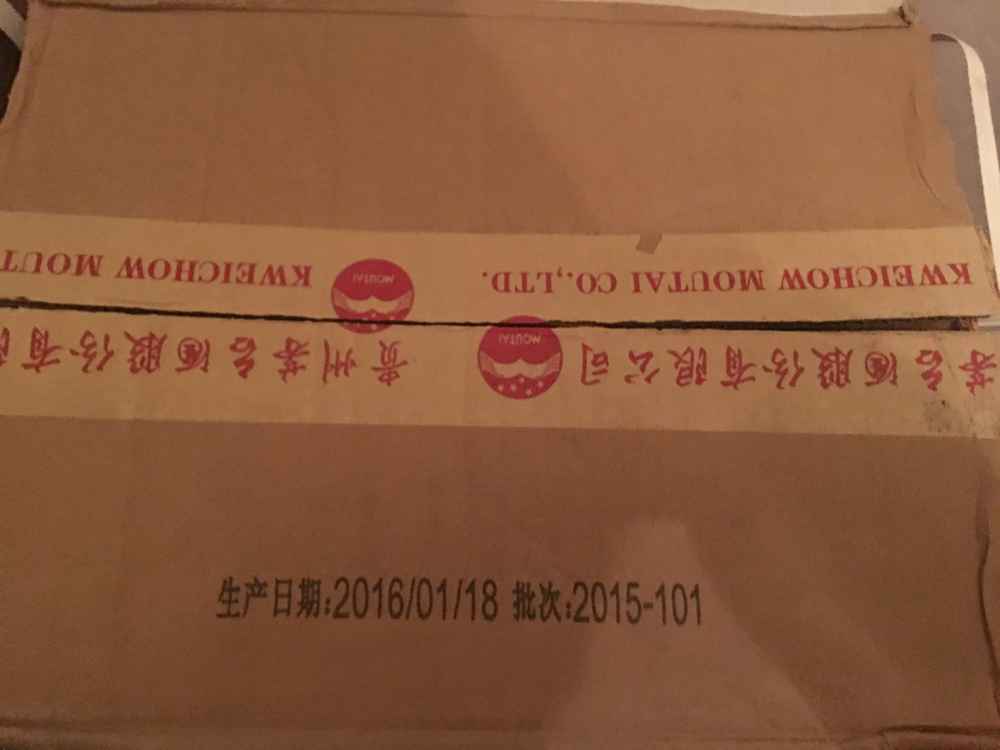 KWEICHOW MOUTAI CO.,LTD. MOUTAI KWEICHOW MOUT
茅台酒股份有限公司 MOUTAI 贵州茅台酒股份有限
生产日期:2016/01/18 批次:2015-101